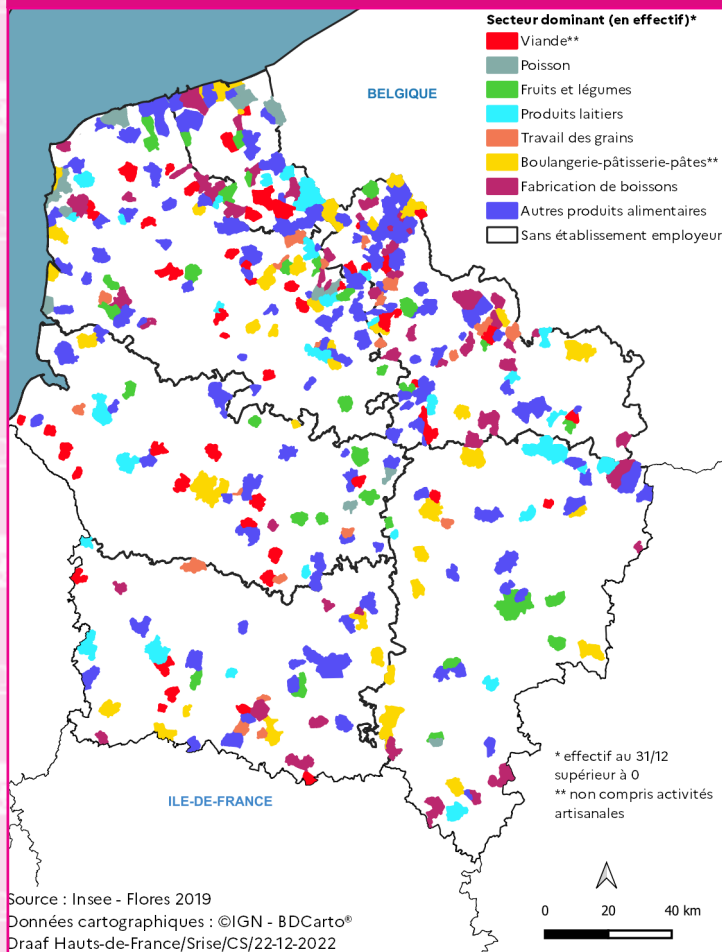 Secteur dominant (en effectif)*
Viande**
Poisson
Fruits et légumes
Produits laitiers
Travail des grains
Boulangerie-pâtisserie-pâtes**
Fabrication de boissons
Autres produits alimentaires
Sans établissement employeur
BELGIQUE
* effectif au 31/12
supérieur à 0
** non compris activités
artisanales
ILE-DE-FRANCE
Source : Insee - Flores 2019
Données cartographiques : ©IGN - BDCarto®
Draaf Hauts-de-France/Srise/CS/22-12-2022
0 20 40 km